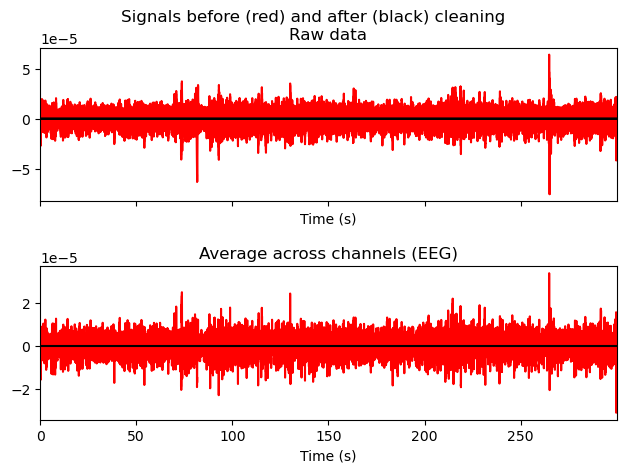 Signals before (red) and after (black) cleaning
Raw data
1e−5
5
0
−5
Time (s)
Average across channels (EEG)
1e−5
2
0
−2
0 50 100 150 200 250
Time (s)